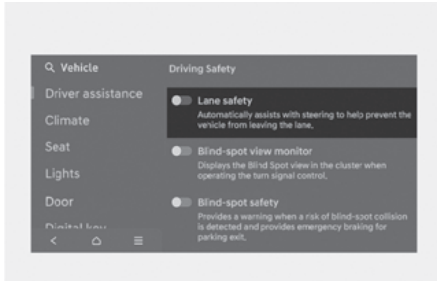 Vehicle
Driving Safety
Driver assistance
Climate
Seat
Lights
Door
Digital key
Lane safety
Automatically assists with steering to help prevent the
vehicle from leaving the lane.
Blind-spot view monitor
Displays the Blind Spot view in the cluster when
operating the turn signal control.
Blind-spot safety
Provides a warning when a risk of blind-spot collision
is detected and provides emergency braking for
parking exit.